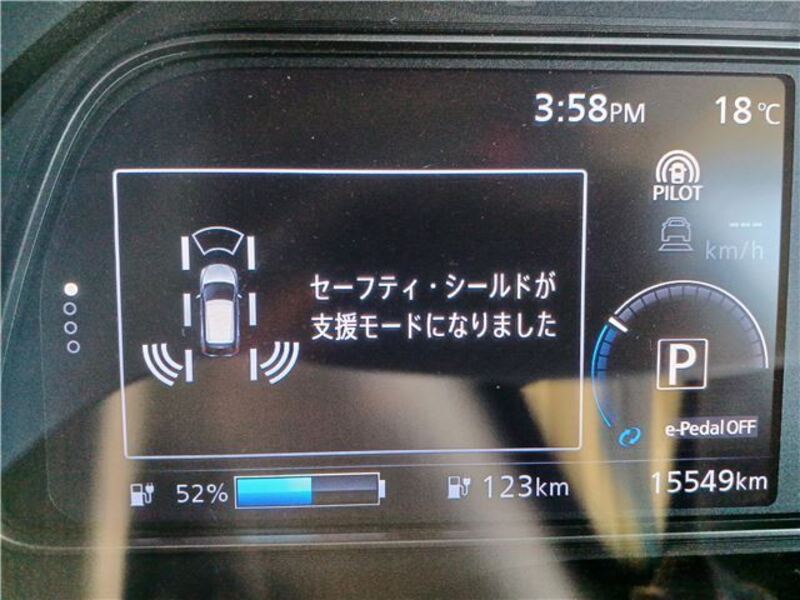 3:58PM 18℃
PILOT
--- km/h
セーフティ・シールドが
支援モードになりました
P
e-Pedal OFF
52% 123km 15549km